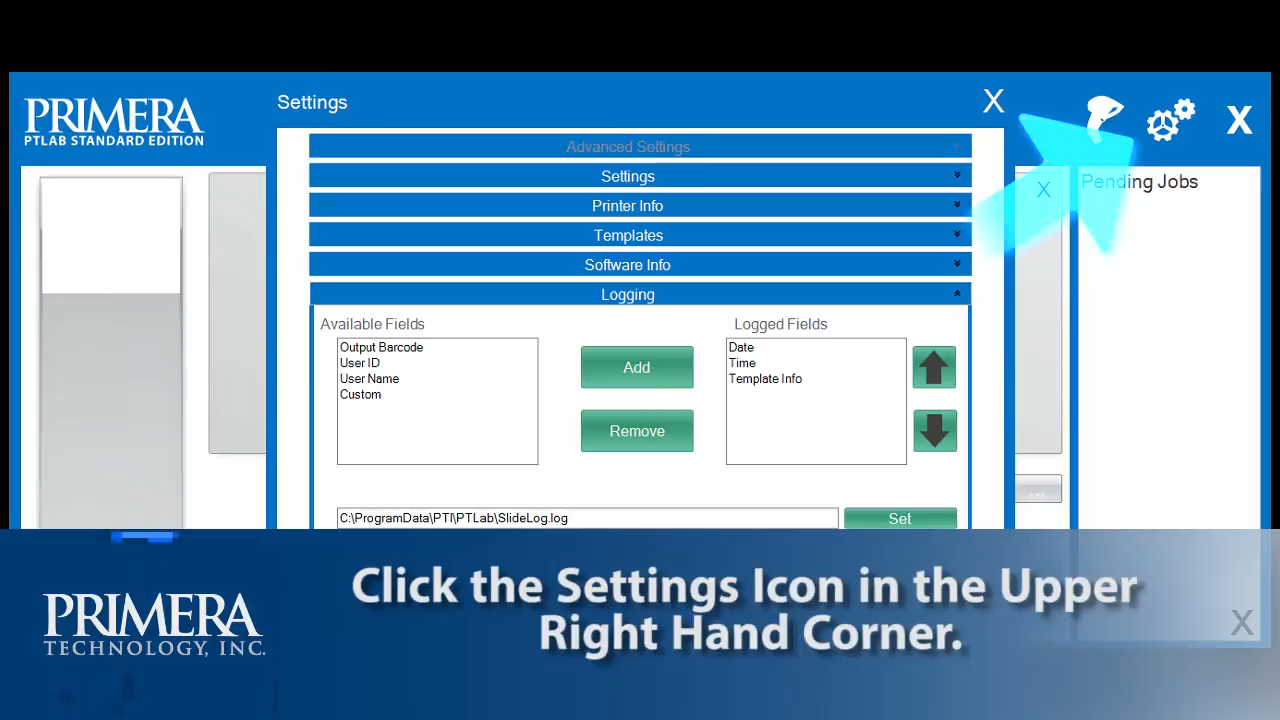 PRIMERA
PTLAB STANDARD EDITION
Settings
X
X
Advanced Settings
Settings
Printer Info
Templates
Software Info
Logging
X
Pending Jobs
Available Fields
Logged Fields
Output Barcode
User ID
User Name
Custom
Add
Remove
Date
Time
Template Info
...
C:\ProgramData\PTI\PTLab\SlideLog.log
Set
PRIMERA
TECHNOLOGY, INC.
Click the Settings Icon in the Upper
Right Hand Corner.
X